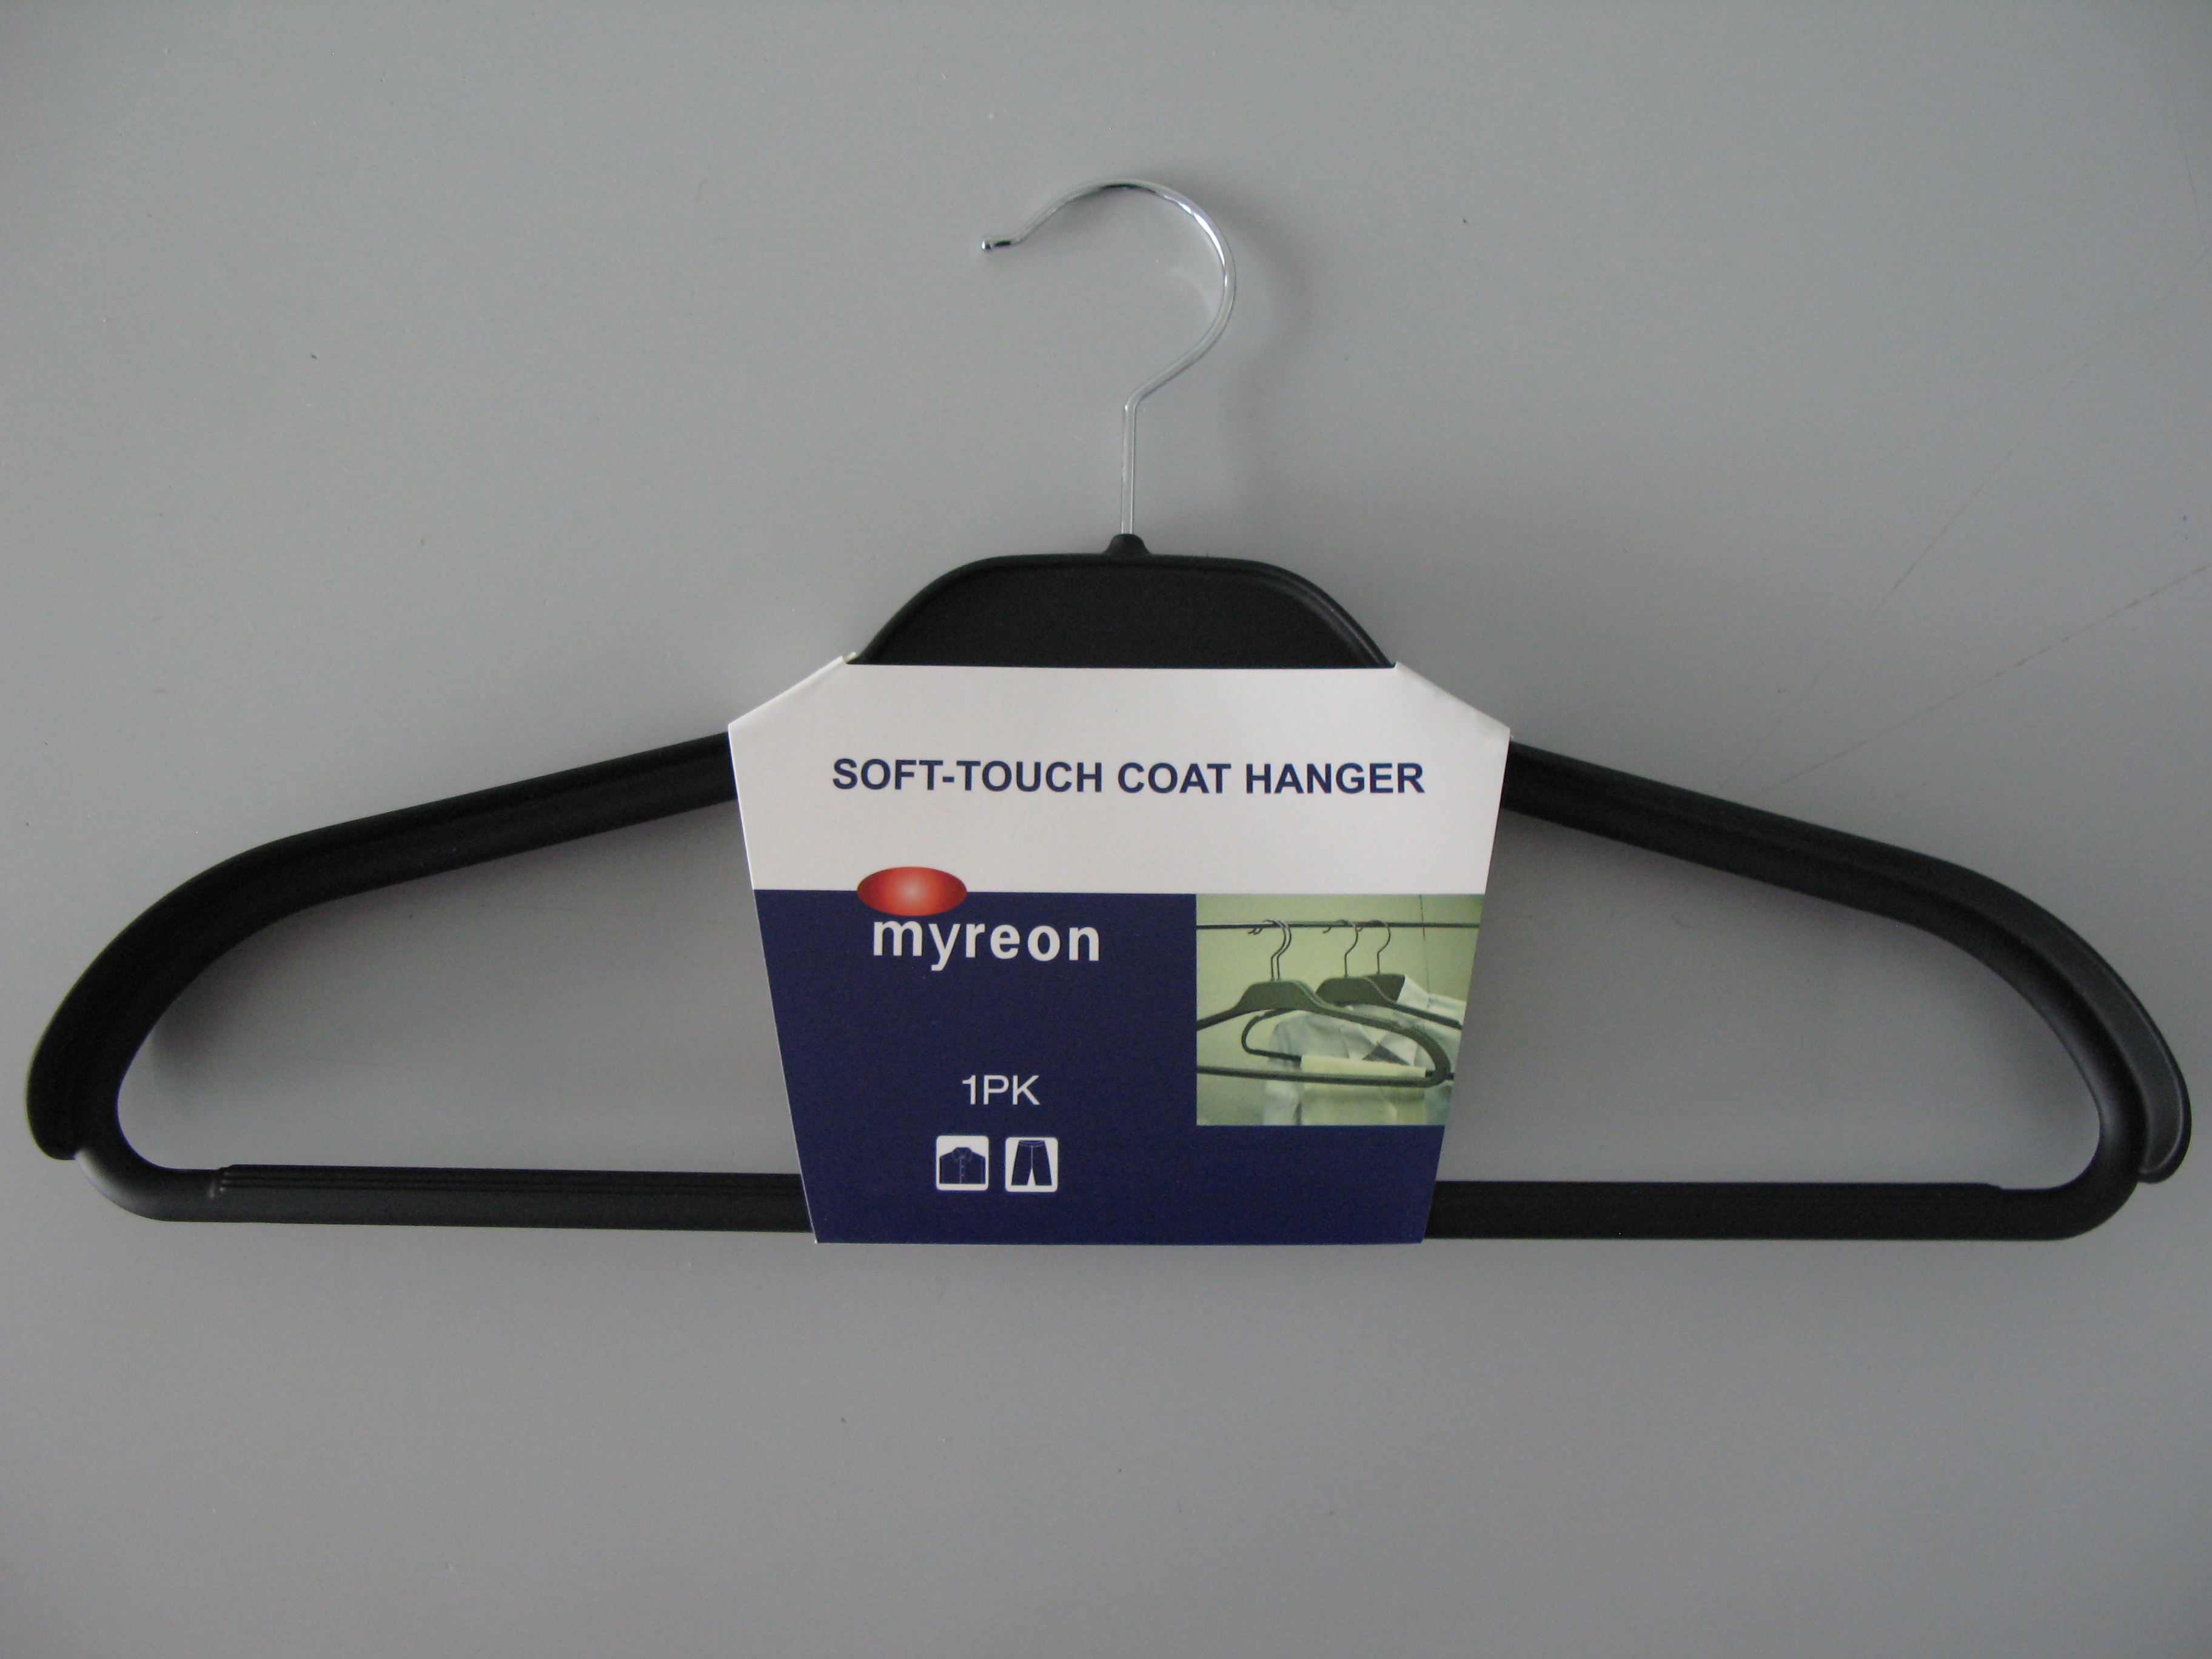 SOFT-TOUCH COAT HANGER
myreon
1PK